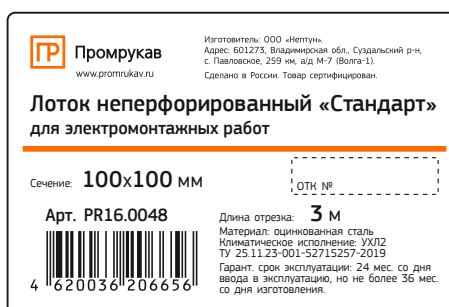 ПР Промрукав
www.promrukav.ru
Изготовитель: ООО «Нептун».
Адрес: 601273, Владимирская обл., Суздальский р-н,
с. Павловское, 259 км, а/д М-7 (Волга-1).
Сделано в России. Товар сертифицирован.
Лоток неперфорированный «Стандарт»
для электромонтажных работ
Сечение: 100х100 мм
ОТК №
Арт. PR16.0048
4 620036 206656
Длина отрезка: 3 м
Материал: оцинкованная сталь
Климатическое исполнение: УХЛ2
ТУ 25.11.23-001-52715257-2019
Гарант. срок эксплуатации: 24 мес. со дня
ввода в эксплуатацию, но не более 36 мес.
со дня изготовления.